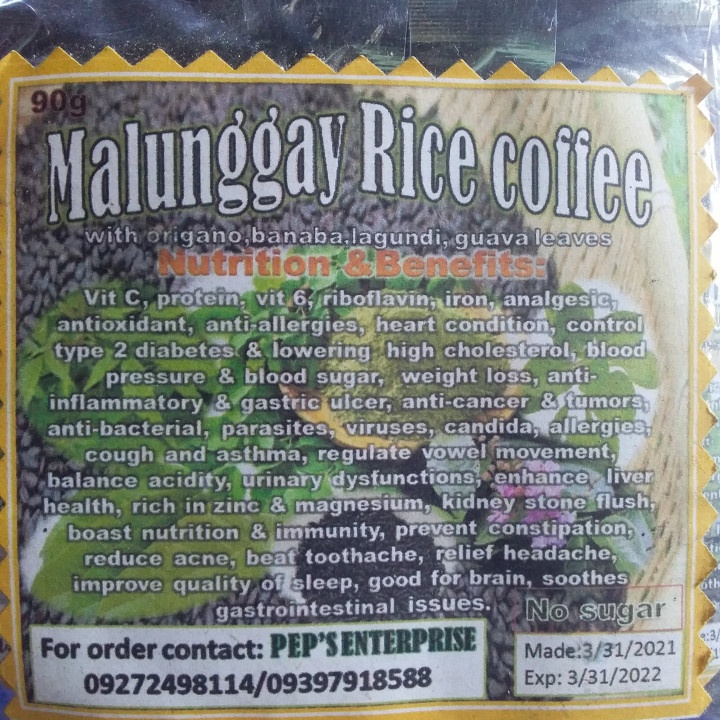 90g
Malunggay Rice coffee
with origano,banaba,lagundi, guava leaves
Nutrition & Benefits:
Vit C, protein, vit 6, riboflavin, iron, analgesic,
antioxidant, anti-allergies, heart condition, control
type 2 diabetes & lowering high cholesterol, blood
pressure & blood sugar, weight loss, anti-
inflammatory & gastric ulcer, anti-cancer & tumors,
anti-bacterial, parasites, viruses, candida, allergies,
cough and asthma, regulate vowel movement,
balance acidity, urinary dysfunctions, enhance liver
health, rich in zinc & magnesium, kidney stone flush,
boast nutrition & immunity, prevent constipation,
reduce acne, beat toothache, relief headache,
improve quality of sleep, good for brain, soothes
gastrointestinal issues.
No sugar
For order contact: PEP'S ENTERPRISE
09272498114/09397918588
Made:3/31/2021
Exp: 3/31/2022